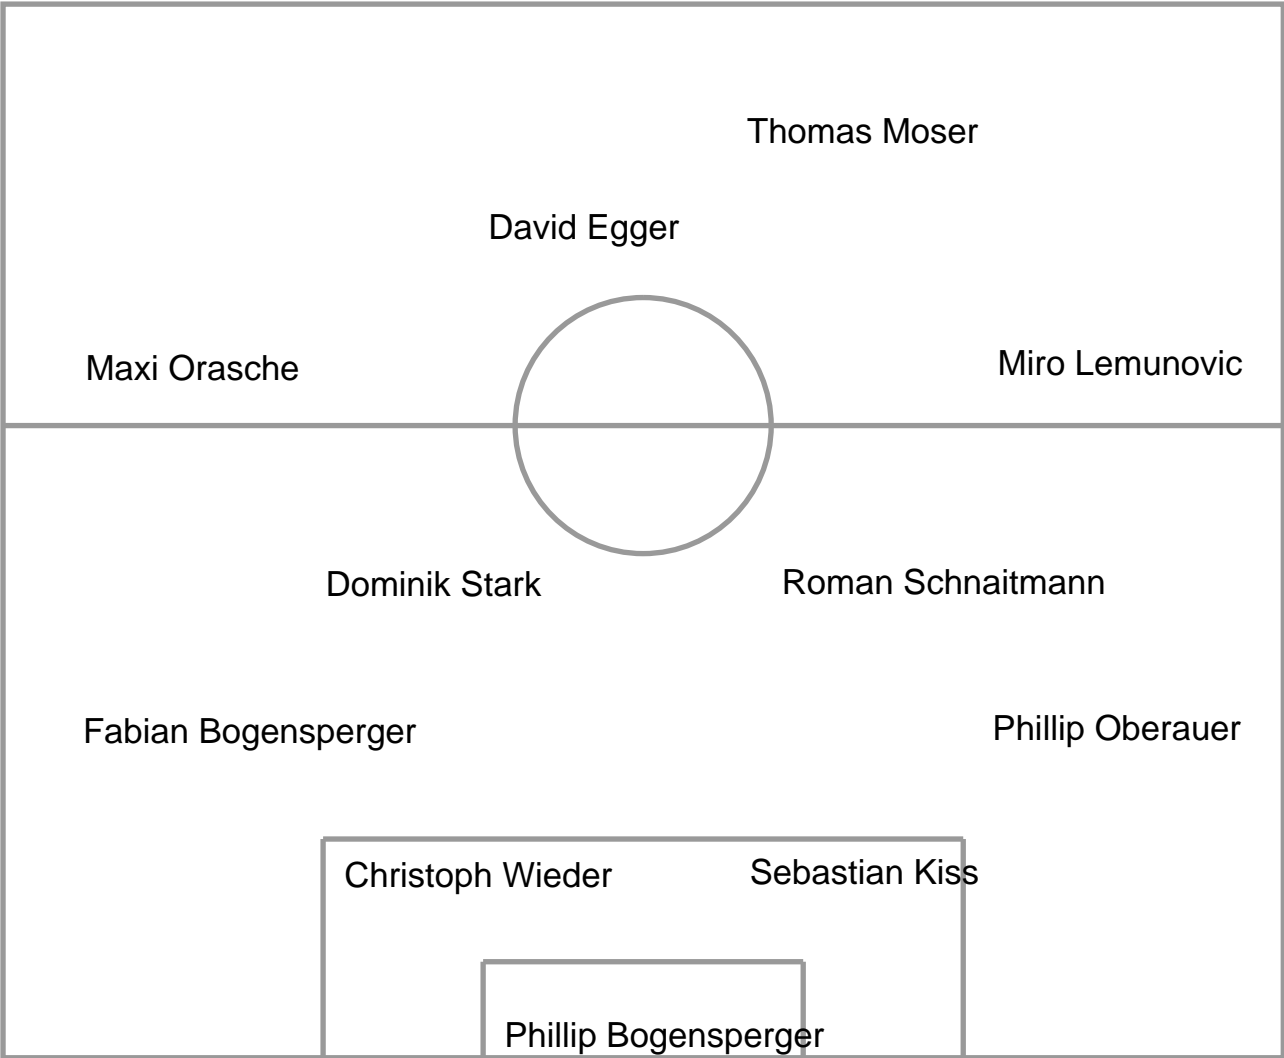 Thomas Moser
David Egger
Miro Lemunovic
Maxi Orasche
Roman Schnaitmann
Dominik Stark
Phillip Oberauer
Fabian Bogensperger
Sebastian Kiss
Christoph Wieder
Phillip Bogensperger